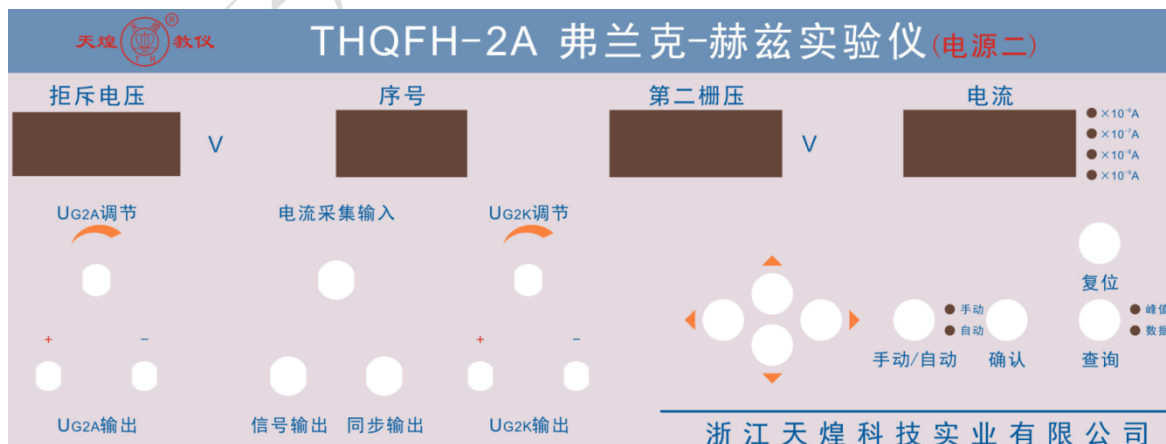 天煌 ® 教仪 THQFH-2A 弗兰克-赫兹实验仪(电源二)
TH
拒斥电压 序号 第二栅压 电流
×10⁻⁷A
V V
×10⁻⁸A
×10⁻⁹A
UG2A调节 电流采集输入 UG2K调节
复位
手动 峰值
自动 数据
+ - + -
手动/自动 确认 查询
UG2A输出 信号输出 同步输出 UG2K输出
浙江天煌科技实业有限公司